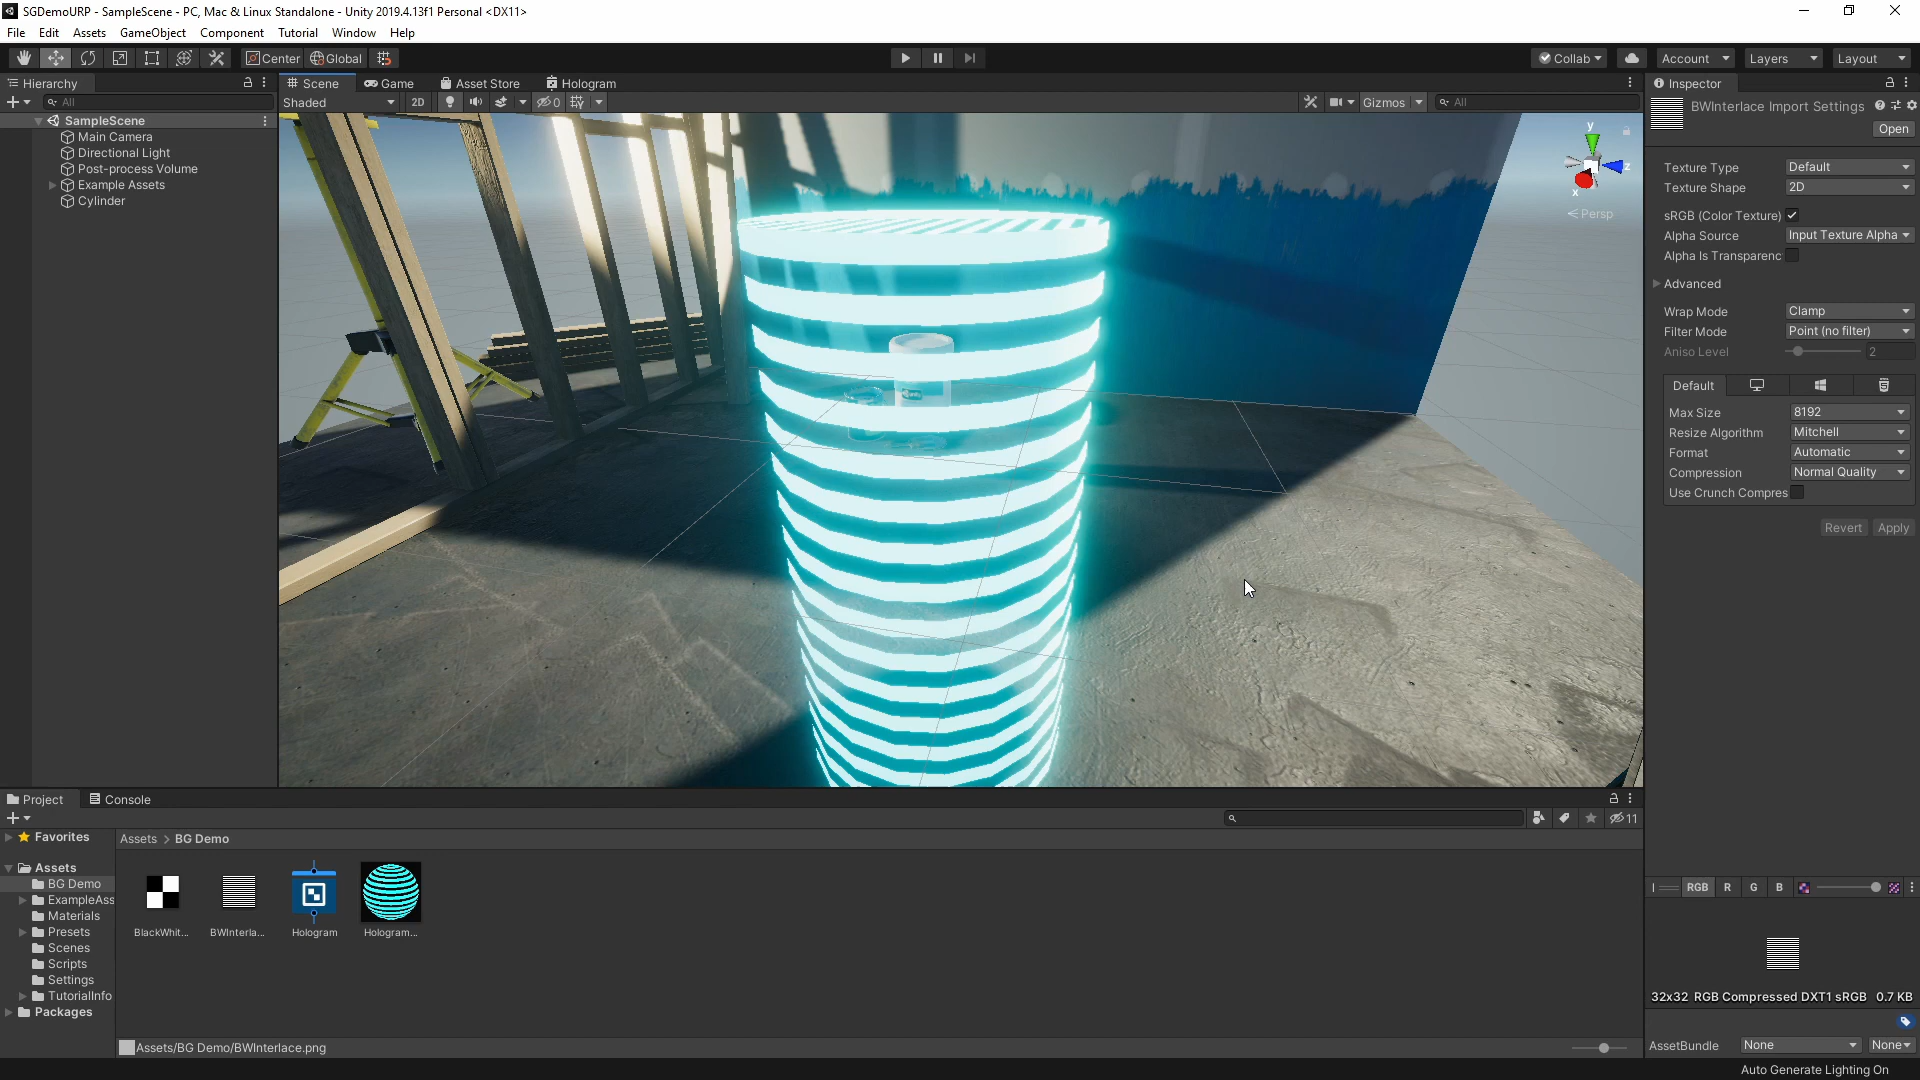 SGDemoURP - SampleScene - PC, Mac & Linux Standalone - Unity 2019.4.13f1 Personal <DX11>
File Edit Assets GameObject Component Tutorial Window Help
Center Global Collab Account Layers Layout
Hierarchy
All
SampleScene
Main Camera
Directional Light
Post-process Volume
Example Assets
Cylinder
Scene Game Asset Store Hologram
Shaded 2D 0 Gizmos All
y
z
x
Persp
Inspector
BWInterlace Import Settings
Open
Texture Type Default
Texture Shape 2D
sRGB (Color Texture)
Alpha Source Input Texture Alpha
Alpha Is Transparenc
Advanced
Wrap Mode Clamp
Filter Mode Point (no filter)
Aniso Level 2
Default
Max Size 8192
Resize Algorithm Mitchell
Format Automatic
Compression Normal Quality
Use Crunch Compres
Revert Apply
Project Console
11
Favorites
Assets
BG Demo
ExampleAss
Materials
Presets
Scenes
Scripts
Settings
TutorialInfo
Packages
Assets > BG Demo
BlackWhit... BWInterla... Hologram Hologram...
Assets/BG Demo/BWInterlace.png
RGB R G B
32x32 RGB Compressed DXT1 sRGB 0.7 KB
AssetBundle None None
Auto Generate Lighting On